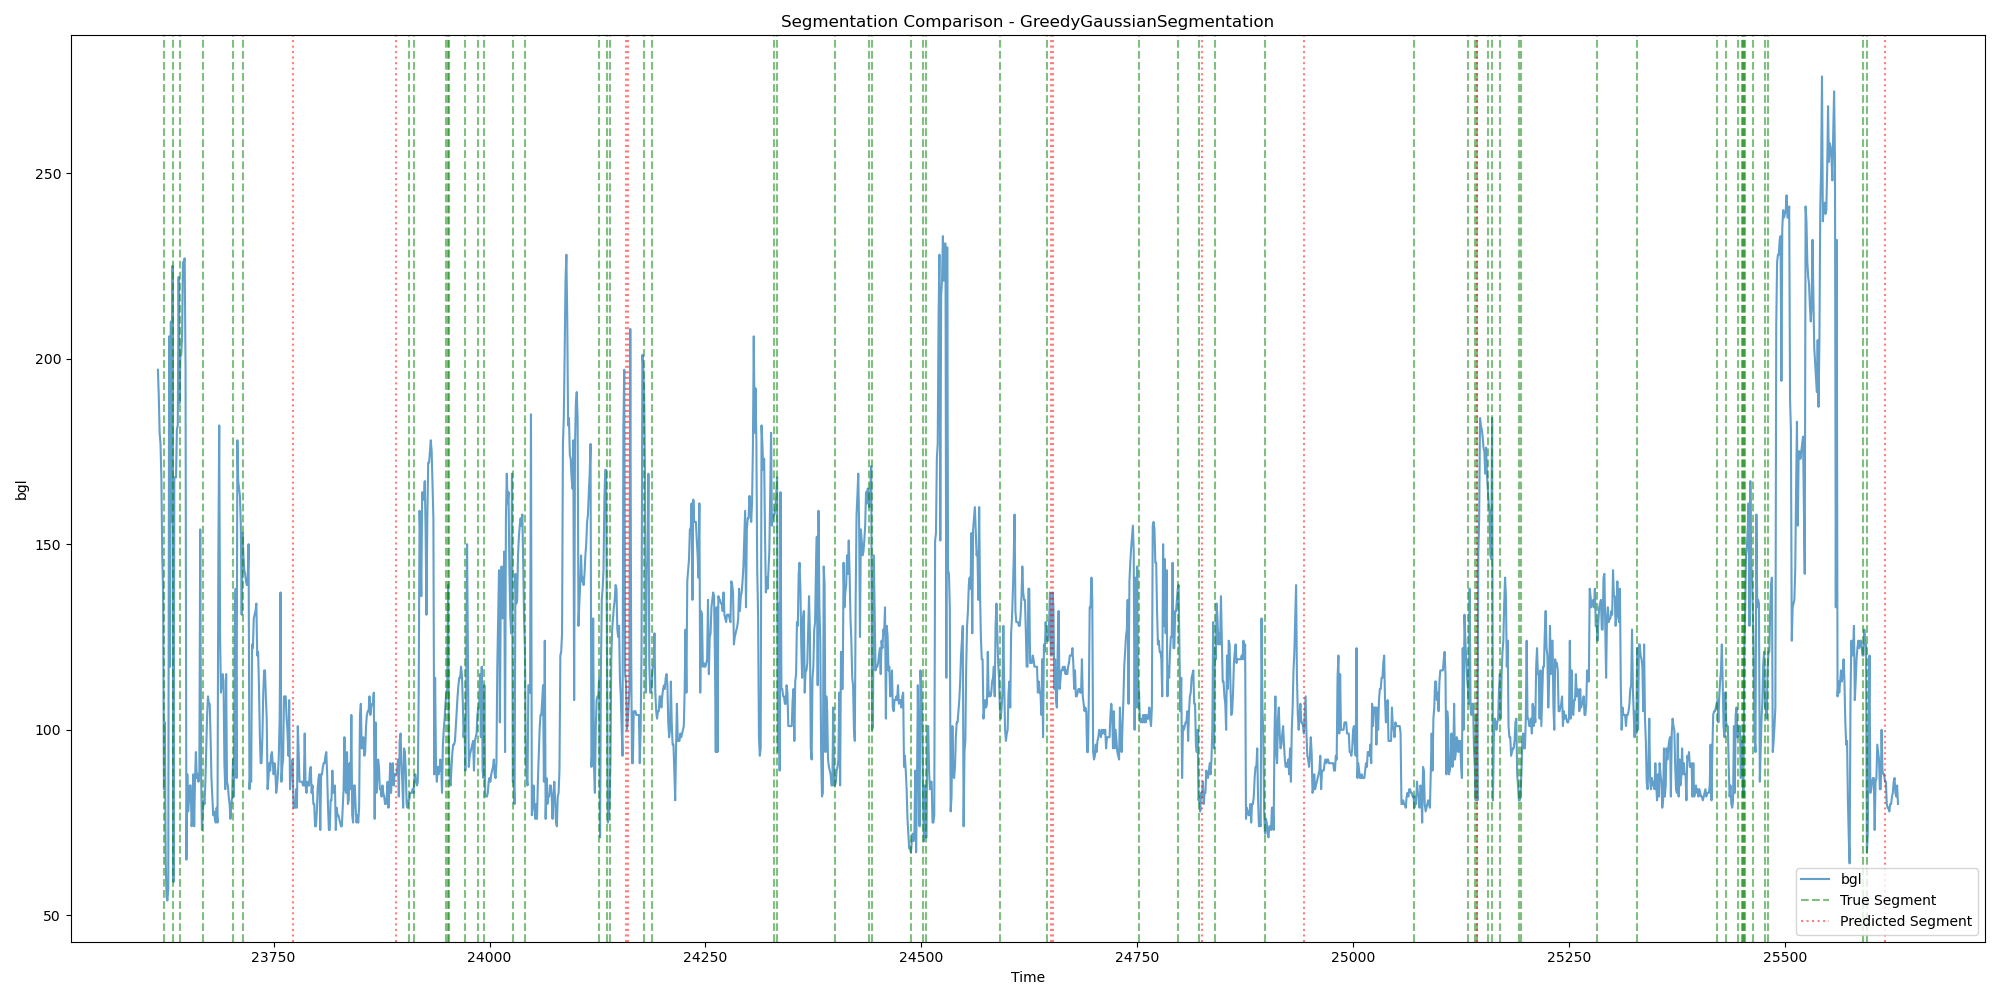 Segmentation Comparison - GreedyGaussianSegmentation
bgl
250
200
150
100
50
23750
24000
24250
24500
24750
25000
25250
25500
Time
bgl
True Segment
Predicted Segment